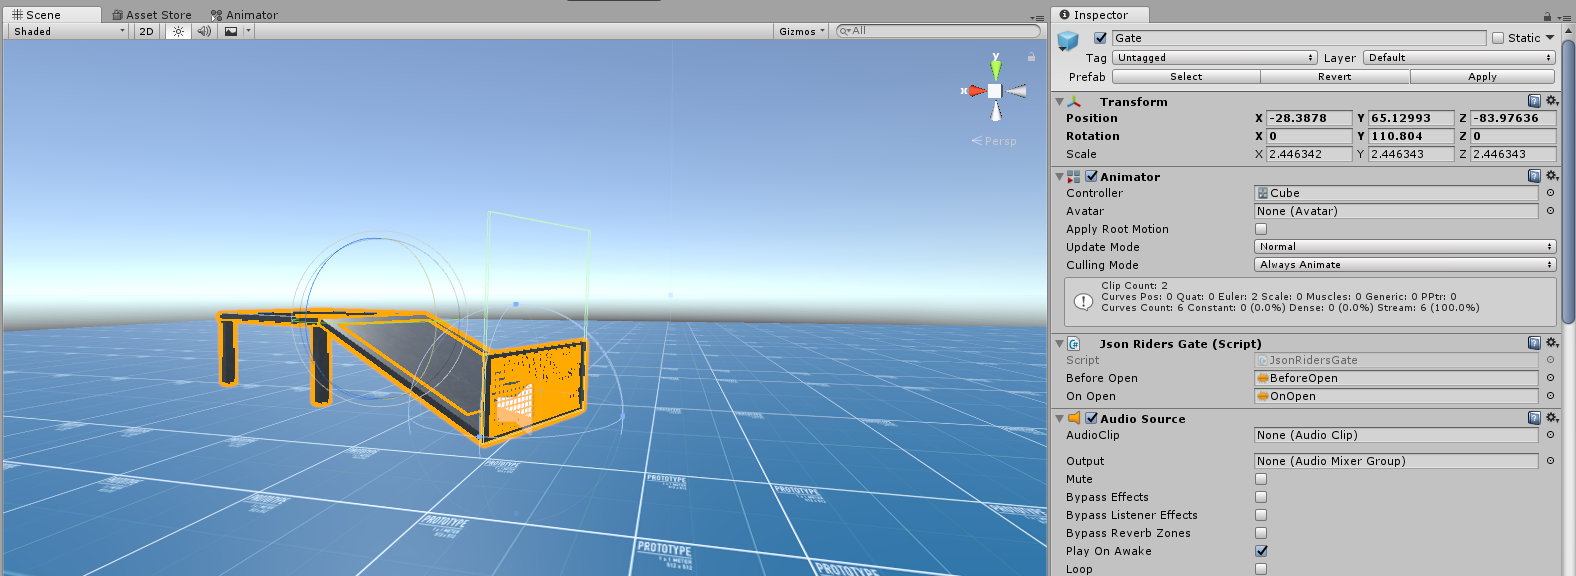 Scene Asset Store Animator
Shaded 2D Gizmos All
y
x
Persp
PROTOTYPE
PROTOTYPE
PROTOTYPE
PROTOTYPE
1 x 1 METER
512 x 512
Inspector
Gate Static
Tag Untagged Layer Default
Prefab Select Revert Apply
Transform
Position X -28.3878 Y 65.12993 Z -83.97636
Rotation X 0 Y 110.804 Z 0
Scale X 2.446342 Y 2.446343 Z 2.446343
Animator
Controller Cube
Avatar None (Avatar)
Apply Root Motion
Update Mode Normal
Culling Mode Always Animate
Clip Count: 2
Curves Pos: 0 Quat: 0 Euler: 2 Scale: 0 Muscles: 0 Generic: 0 PPtr: 0
Curves Count: 6 Constant: 0 (0.0%) Dense: 0 (0.0%) Stream: 6 (100.0%)
Json Riders Gate (Script)
Script JsonRidersGate
Before Open BeforeOpen
On Open OnOpen
Audio Source
AudioClip None (Audio Clip)
Output None (Audio Mixer Group)
Mute
Bypass Effects
Bypass Listener Effects
Bypass Reverb Zones
Play On Awake
Loop